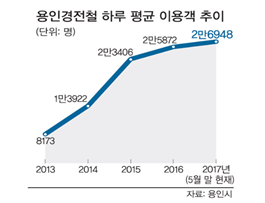 용인경전철 하루 평균 이용객 추이
(단위: 명)
2만6948
2만5872
2만3406
1만3922
8173
2013 2014 2015 2016 2017년
(5월 말 현재)
자료: 용인시